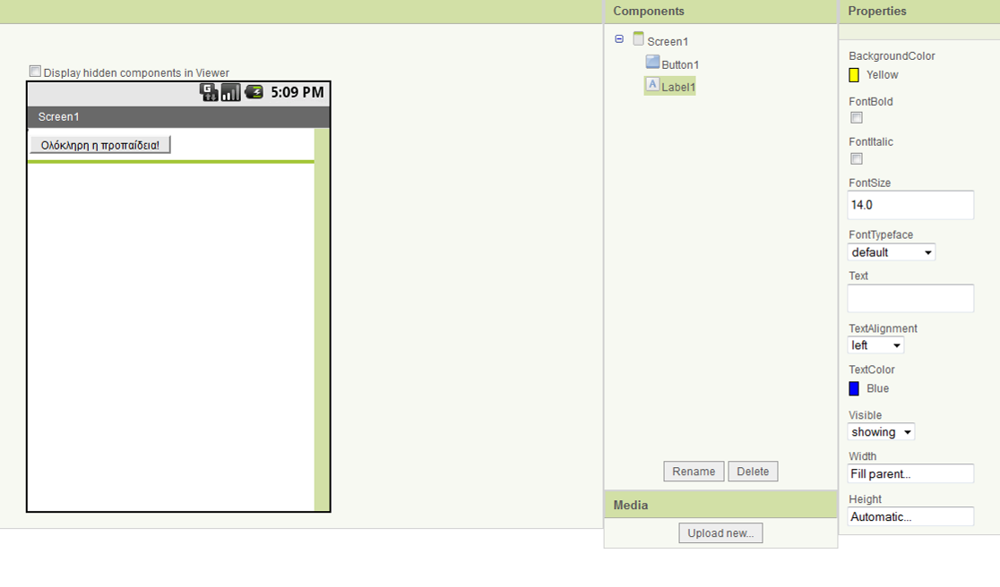 Components
Properties
Display hidden components in Viewer
5:09 PM
Screen1
Ολόκληρη η προπαίδεια!
Screen1
Button1
Label1
Rename Delete
Media
Upload new...
BackgroundColor
Yellow
FontBold
FontItalic
FontSize
14.0
FontTypeface
default
Text
TextAlignment
left
TextColor
Blue
Visible
showing
Width
Fill parent...
Height
Automatic...